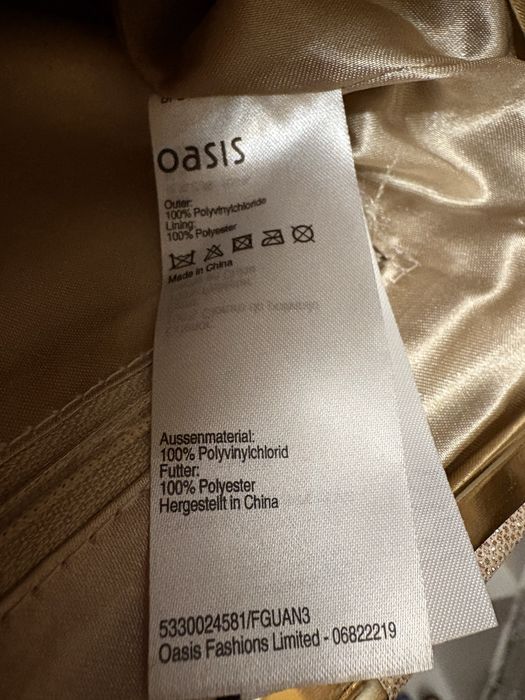 oasis
Outer:
100% Polyvinylchloride
Lining:
100% Polyester
Made in China
Aussenmaterial:
100% Polyvinylchlorid
Futter:
100% Polyester
Hergestellt in China
5330024581/FGUAN3
Oasis Fashions Limited - 06822219